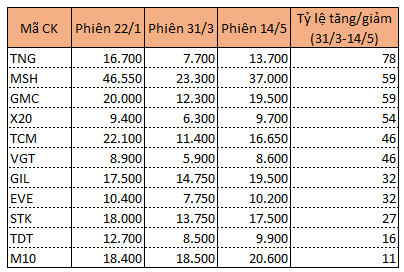 Mã CK Phiên 22/1 Phiên 31/3 Phiên 14/5 Tỷ lệ tăng/giảm
(31/3-14/5)
TNG 16.700 7.700 13.700 78
MSH 46.550 23.300 37.000 59
GMC 20.000 12.300 19.500 59
X20 9.400 6.300 9.700 54
TCM 22.100 11.400 16.650 46
VGT 8.900 5.900 8.600 46
GIL 17.500 14.750 19.500 32
EVE 10.400 7.750 10.200 32
STK 18.000 13.750 17.500 27
TDT 12.700 8.500 9.900 16
M10 18.400 18.500 20.600 11